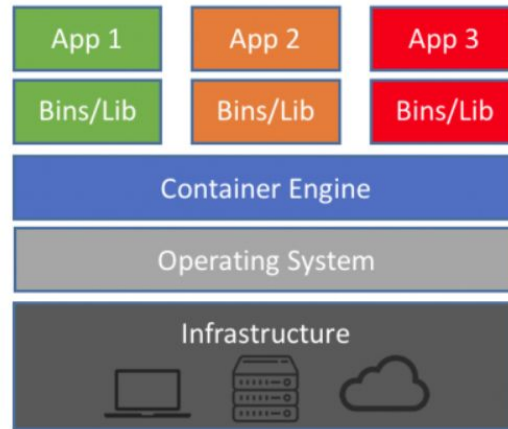 App 1 App 2 App 3
Bins/Lib Bins/Lib Bins/Lib
Container Engine
Operating System
Infrastructure